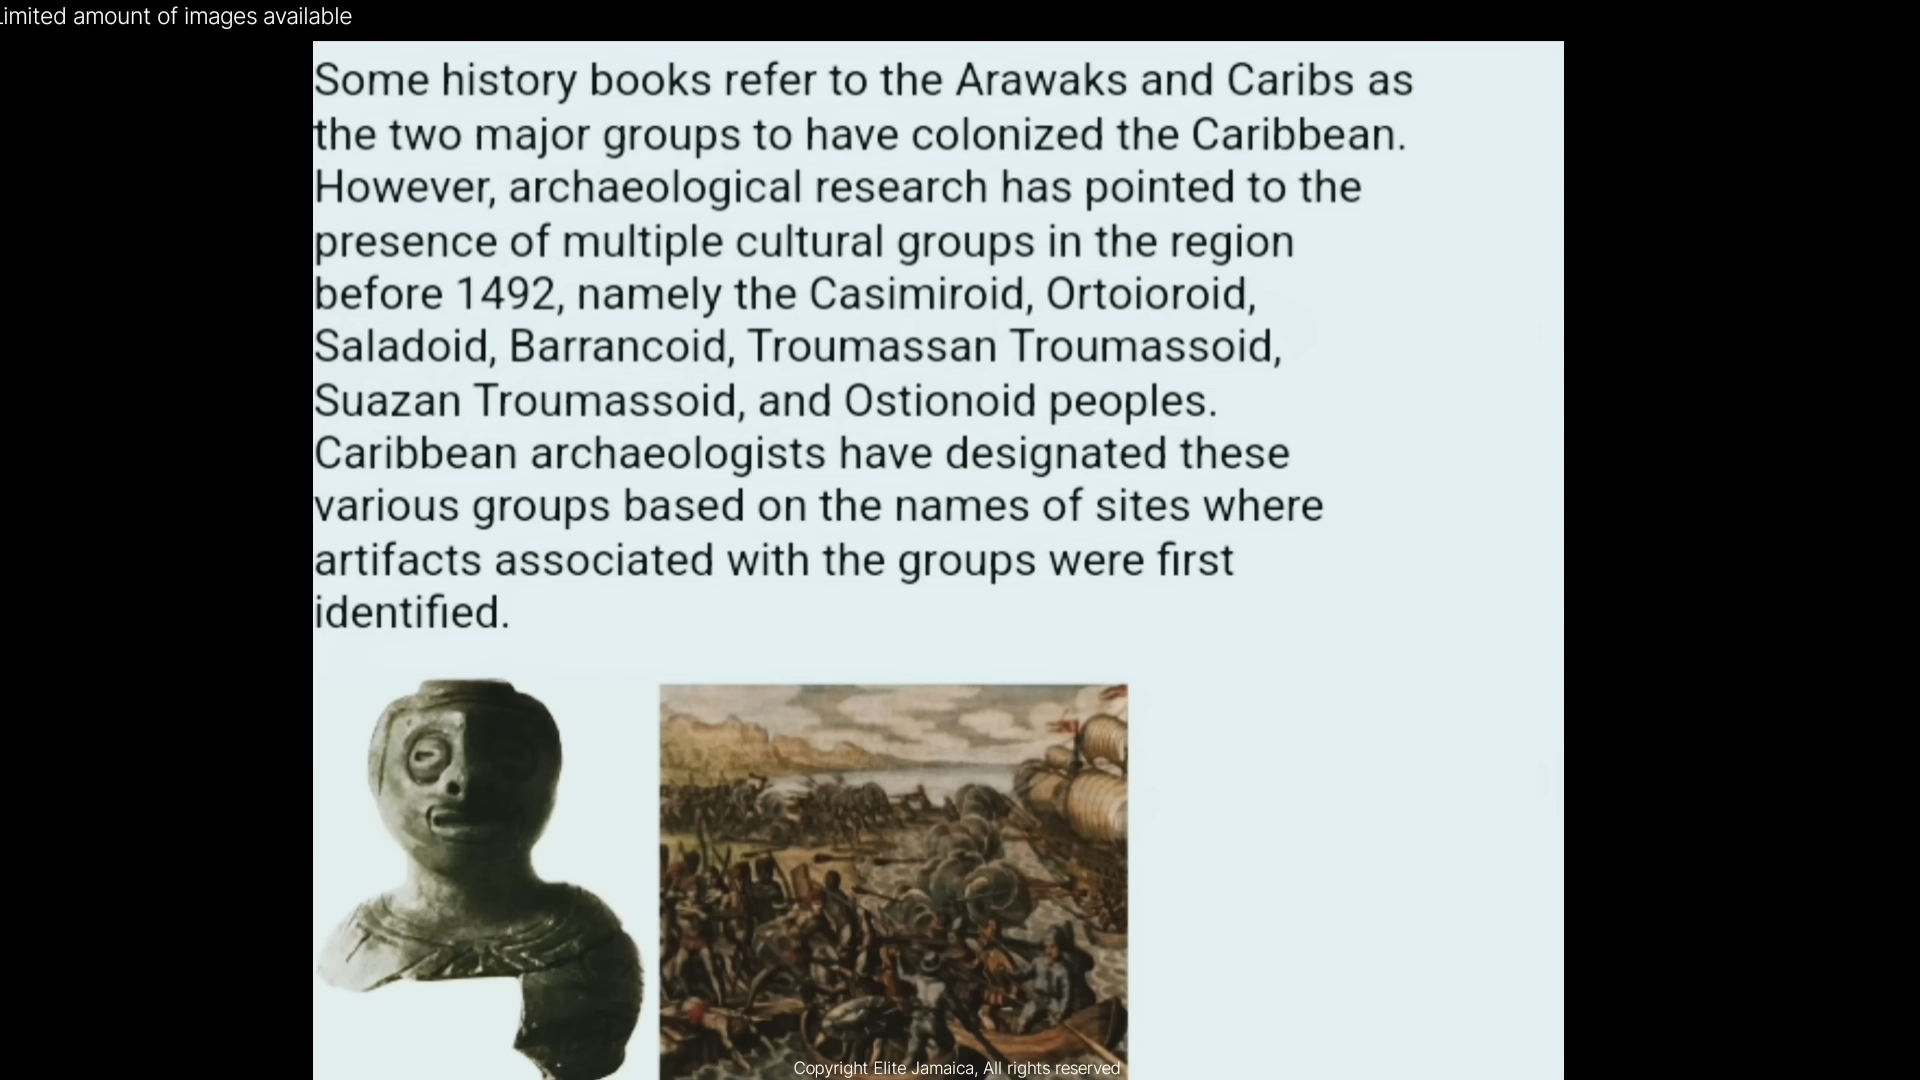 Limited amount of images available
Some history books refer to the Arawaks and Caribs as
the two major groups to have colonized the Caribbean.
However, archaeological research has pointed to the
presence of multiple cultural groups in the region
before 1492, namely the Casimiroid, Ortoioroid,
Saladoid, Barrancoid, Troumassan Troumassoid,
Suazan Troumassoid, and Ostionoid peoples.
Caribbean archaeologists have designated these
various groups based on the names of sites where
artifacts associated with the groups were first
identified.
Copyright Elite Jamaica, All rights reserved